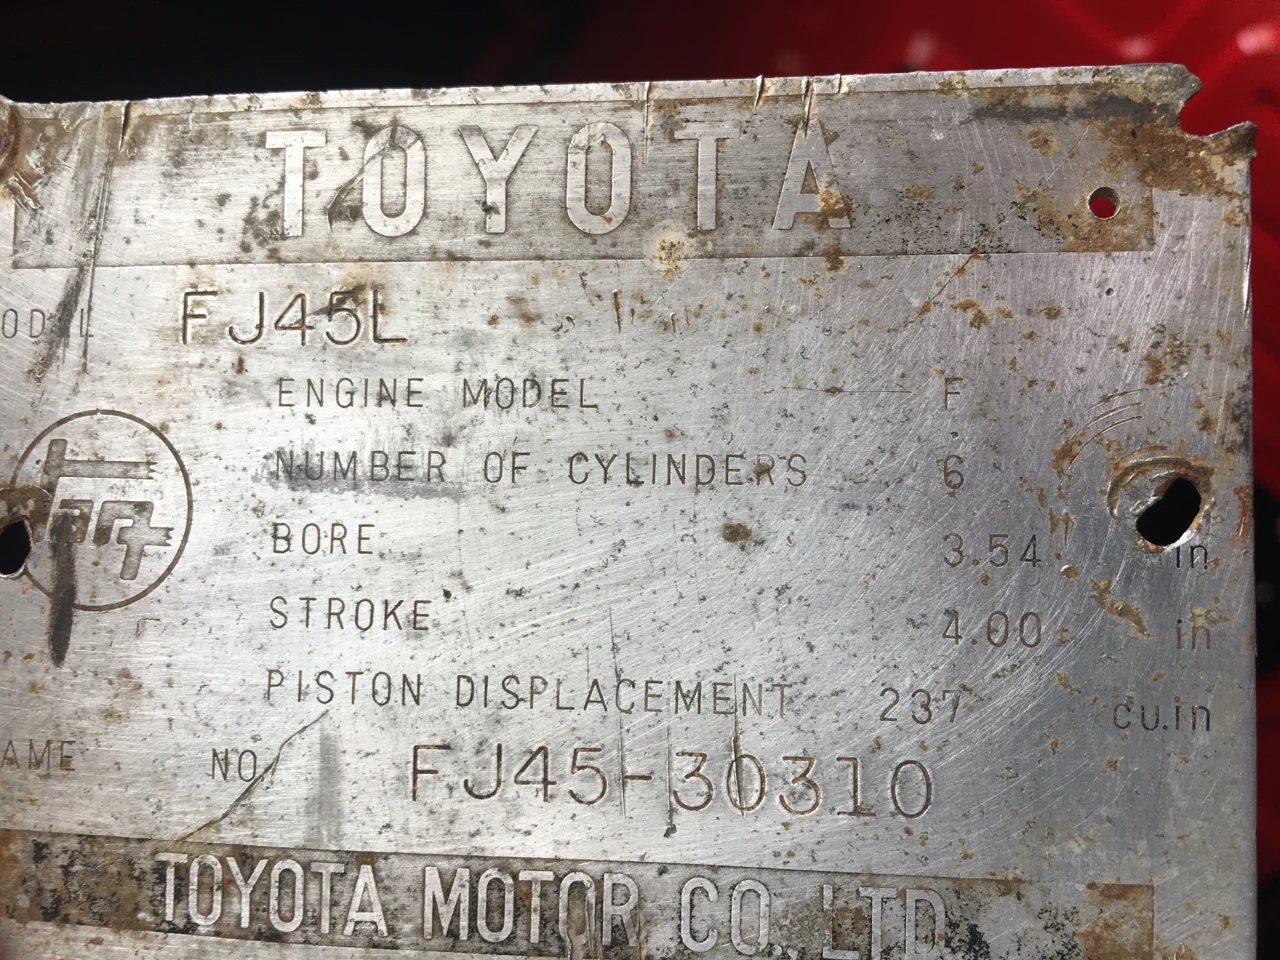 TOYOTA
FJ45L
ENGINE MODEL F
NUMBER OF CYLINDERS 6
BORE 3.54 in
STROKE 4.00 in
PISTON DISPLACEMENT 237 cu.in
AME NO. FJ45-30310
TOYOTA MOTOR CO., LTD